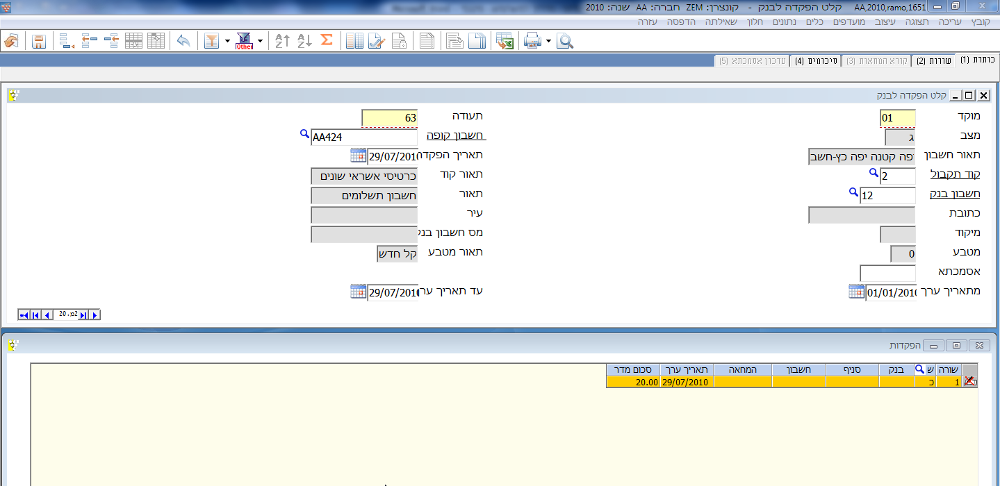 קלט הפקדה לבנק - קונצרן: ZEM חברה: AA שנה: 2010 AA,2010,ramo,1651
קובץ עריכה תצוגה עיצוב מועדפים כלים נתונים חלון שאילתה הדפסה עזרה
Other
כותרת (1) שורות (2) קורא המחאות (3) סיכומים (4) עדכון אסמכתא (5)
קלט הפקדה לבנק
מוקד 01 תעודה 63
מצב ג חשבון קופה AA424
תאור חשבון פה קטנה יפה כץ-חשב תאריך הפקדה 29/07/2010
קוד תקבול 2 תאור קוד כרטיסי אשראי שונים
חשבון בנק 12 תאור חשבון תשלומים
כתובת עיר
מיקוד מס חשבון בנק
מטבע 0 תאור מטבע קל חדש
אסמכתא
מתאריך ערך 01/01/2010 עד תאריך ער 29/07/2010
2מ: 20
הפקדות
שורה ש בנק סניף חשבון המחאה תאריך ערך סכום מדר
1 כ 29/07/2010 20.00